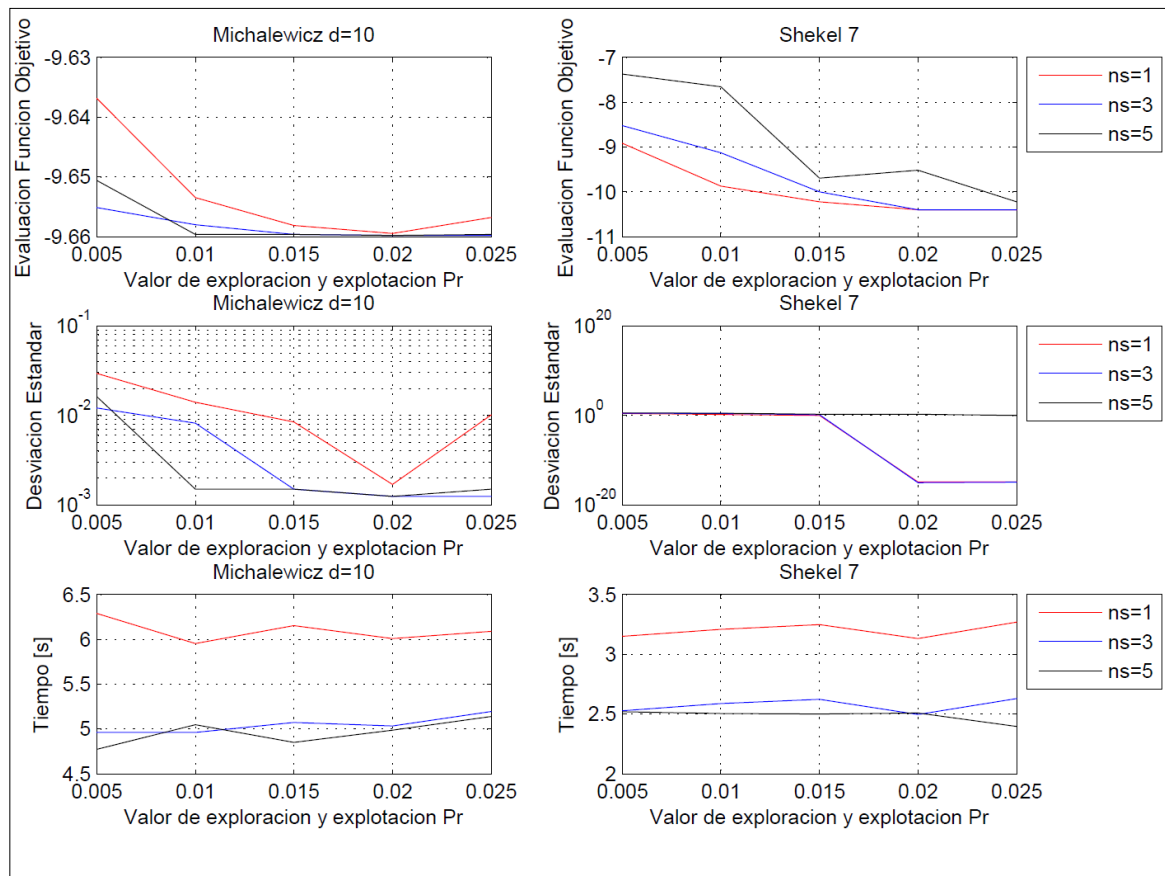 Michalewicz d=10
Evaluacion Funcion Objetivo
-9.63
-9.64
-9.65
-9.66
0.005 0.01 0.015 0.02 0.025
Valor de exploracion y explotacion Pr
Shekel 7
Evaluacion Funcion Objetivo
-7
-8
-9
-10
-11
0.005 0.01 0.015 0.02 0.025
Valor de exploracion y explotacion Pr
ns=1
ns=3
ns=5
Michalewicz d=10
Desviacion Estandar
10^-1
10^-2
10^-3
0.005 0.01 0.015 0.02 0.025
Valor de exploracion y explotacion Pr
Shekel 7
Desviacion Estandar
10^20
10^0
10^-20
0.005 0.01 0.015 0.02 0.025
Valor de exploracion y explotacion Pr
ns=1
ns=3
ns=5
Michalewicz d=10
Tiempo [s]
6.5
6
5.5
5
4.5
0.005 0.01 0.015 0.02 0.025
Valor de exploracion y explotacion Pr
Shekel 7
Tiempo [s]
3.5
3
2.5
2
0.005 0.01 0.015 0.02 0.025
Valor de exploracion y explotacion Pr
ns=1
ns=3
ns=5